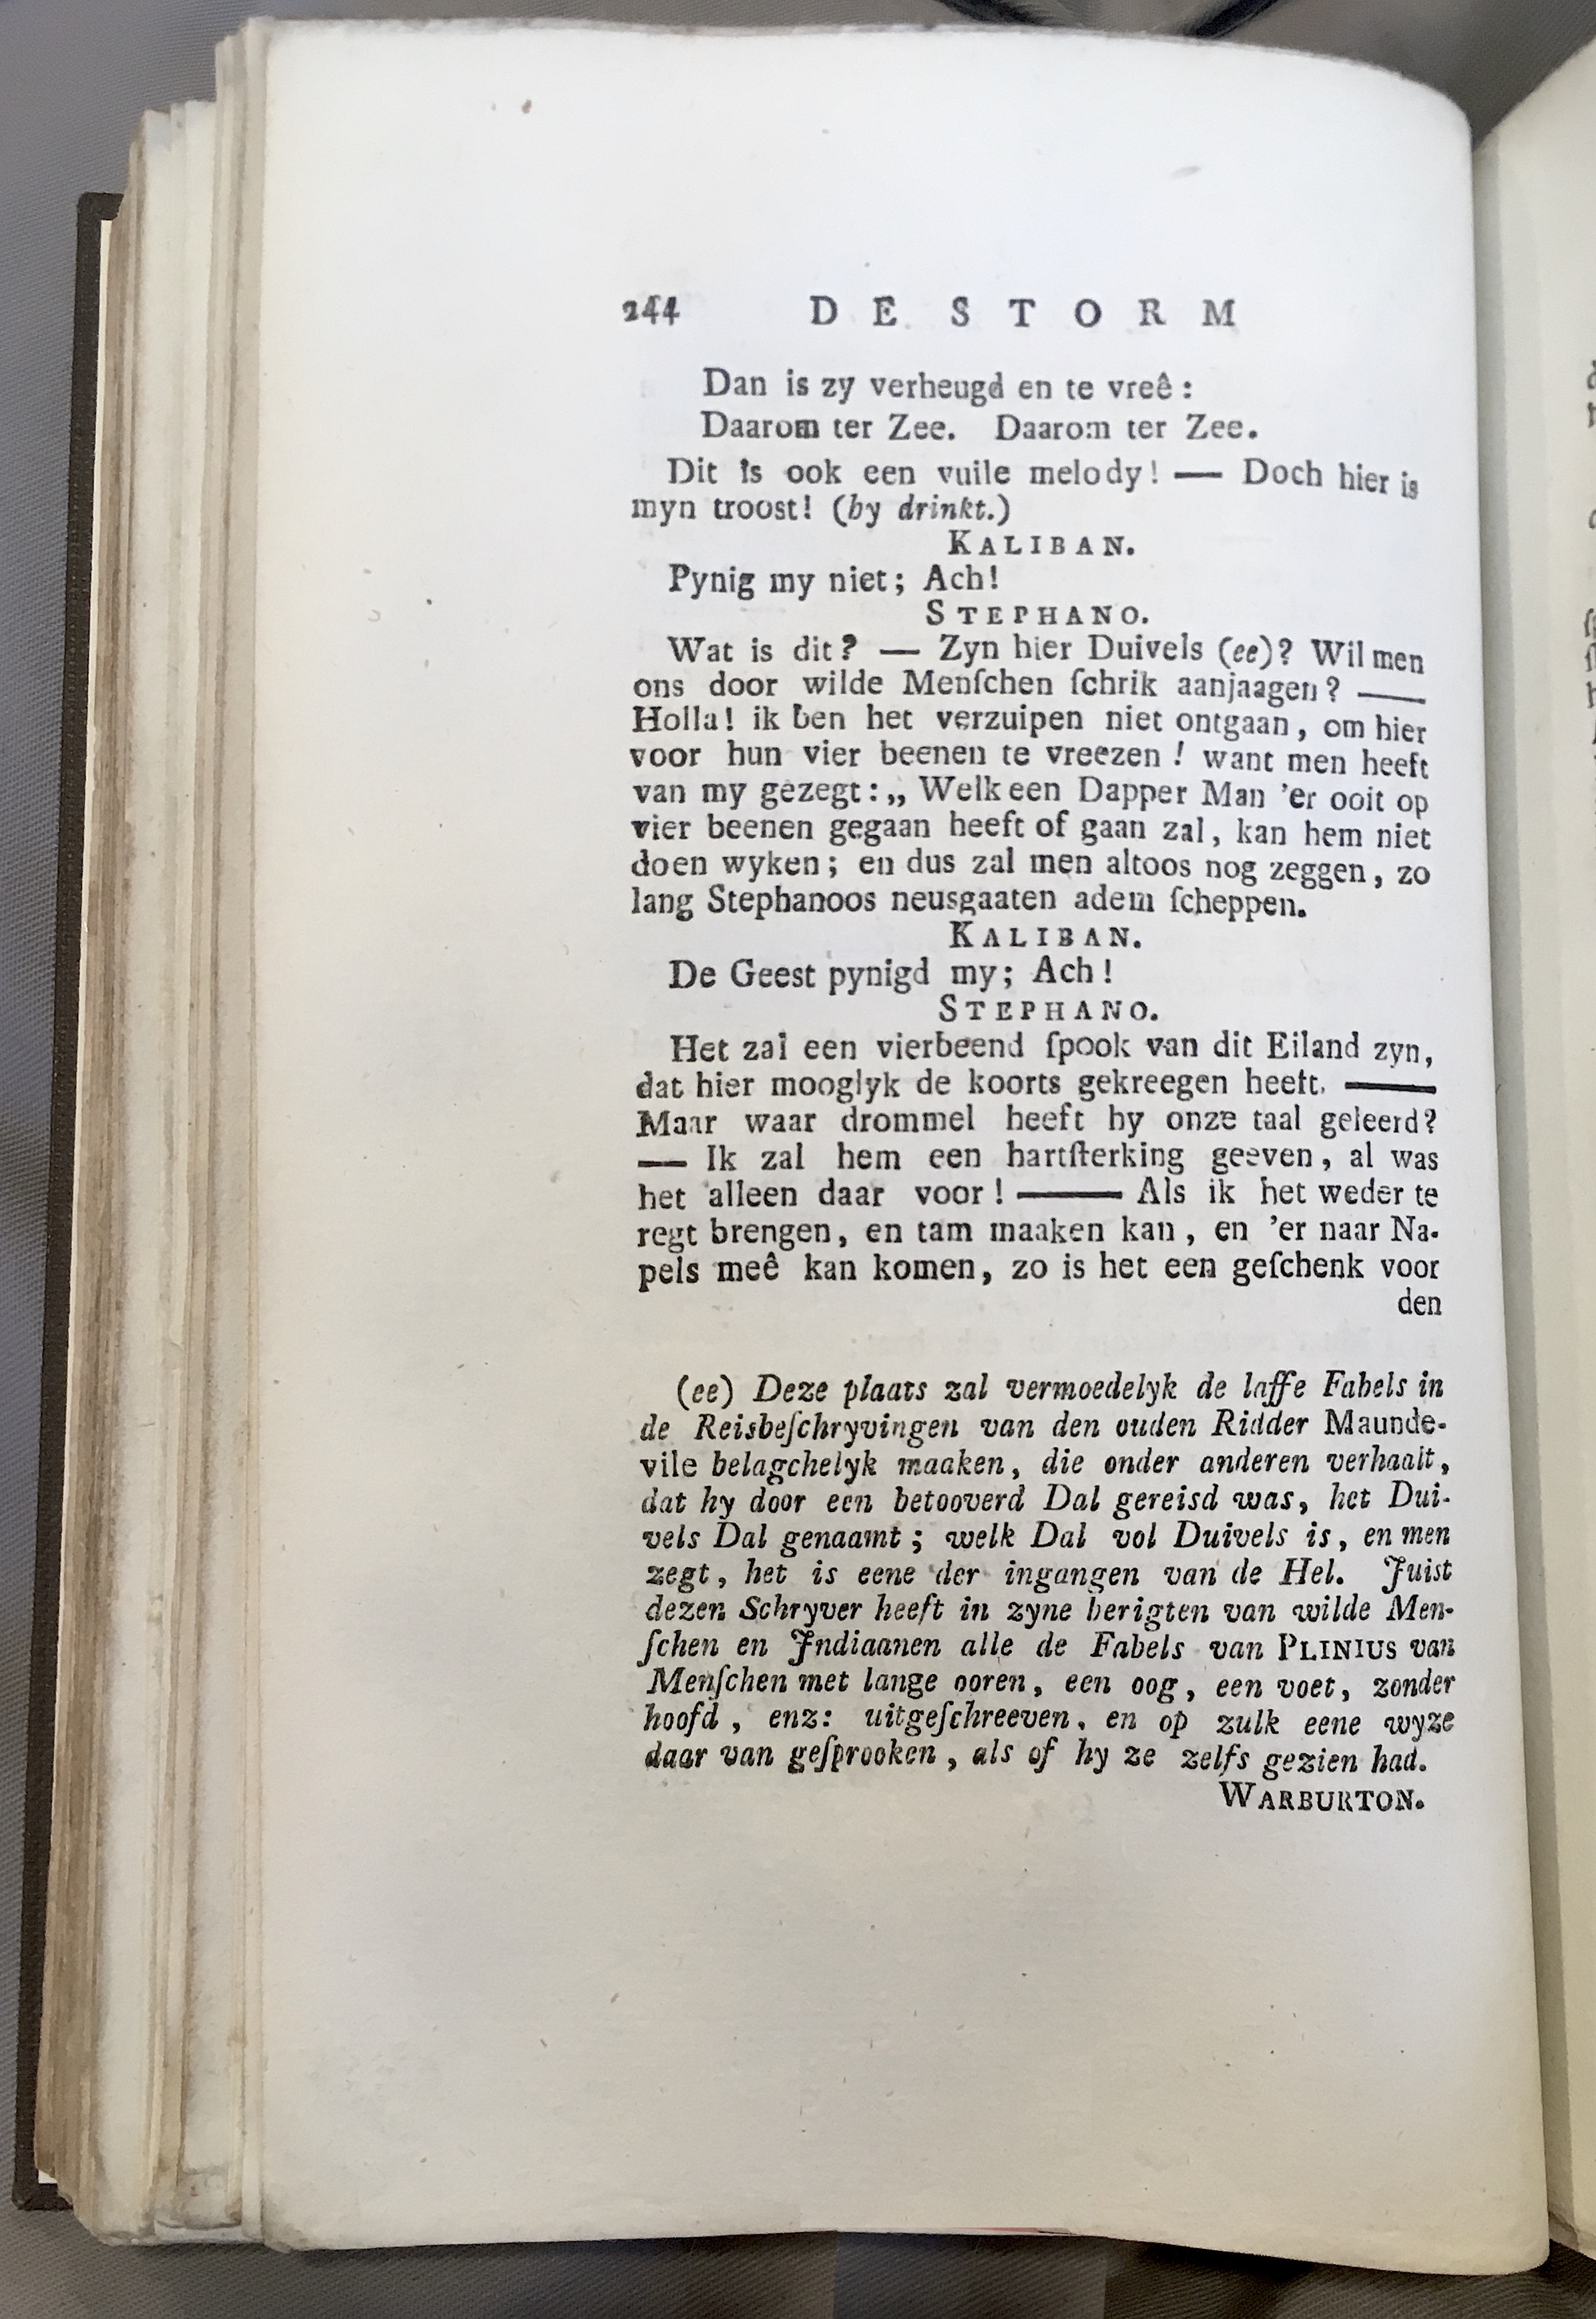 244 DE STORM
Dan is zy verheugd en te vreê:
Daarom ter Zee. Daarom ter Zee.
Dit is ook een vuile melody! — Doch hier is
myn troost! (hy drinkt.)
KALIBAN.
Pynig my niet; Ach!
STEPHANO.
Wat is dit? — Zyn hier Duivels (ee)? Wil men
ons door wilde Menſchen ſchrik aanjaagen? —
Holla! ik ben het verzuipen niet ontgaan, om hier
voor hun vier beenen te vreezen! want men heeft
van my gezegt: „ Welk een Dapper Man 'er ooit op
vier beenen gegaan heeft of gaan zal, kan hem niet
doen wyken; en dus zal men altoos nog zeggen, zo
lang Stephanoos neusgaaten adem ſcheppen.
KALIBAN.
De Geest pynigd my; Ach!
STEPHANO.
Het zal een vierbeend ſpook van dit Eiland zyn,
dat hier mooglyk de koorts gekreegen heeft. —
Maar waar drommel heeft hy onze taal geleerd?
— Ik zal hem een hartſterking geeven, al was
het alleen daar voor! — Als ik het weder te
regt brengen, en tam maaken kan, en 'er naar Na-
pels meê kan komen, zo is het een geſchenk voor
den
(ee) Deze plaats zal vermoedelyk de laffe Fabels in
de Reisbeſchryvingen van den ouden Ridder Maunde-
vile belagchelyk maaken, die onder anderen verhaalt,
dat hy door een betooverd Dal gereisd was, het Dui-
vels Dal genaamt; welk Dal vol Duivels is, en men
zegt, het is eene der ingangen van de Hel. Juist
dezen Schryver heeft in zyne berigten van wilde Men-
ſchen en Indiaanen alle de Fabels van PLINIUS van
Menſchen met lange ooren, een oog, een voet, zonder
hoofd, enz: uitgeſchreeven, en op zulk eene wyze
daar van geſprooken, als of hy ze zelfs gezien had.
WARBURTON.